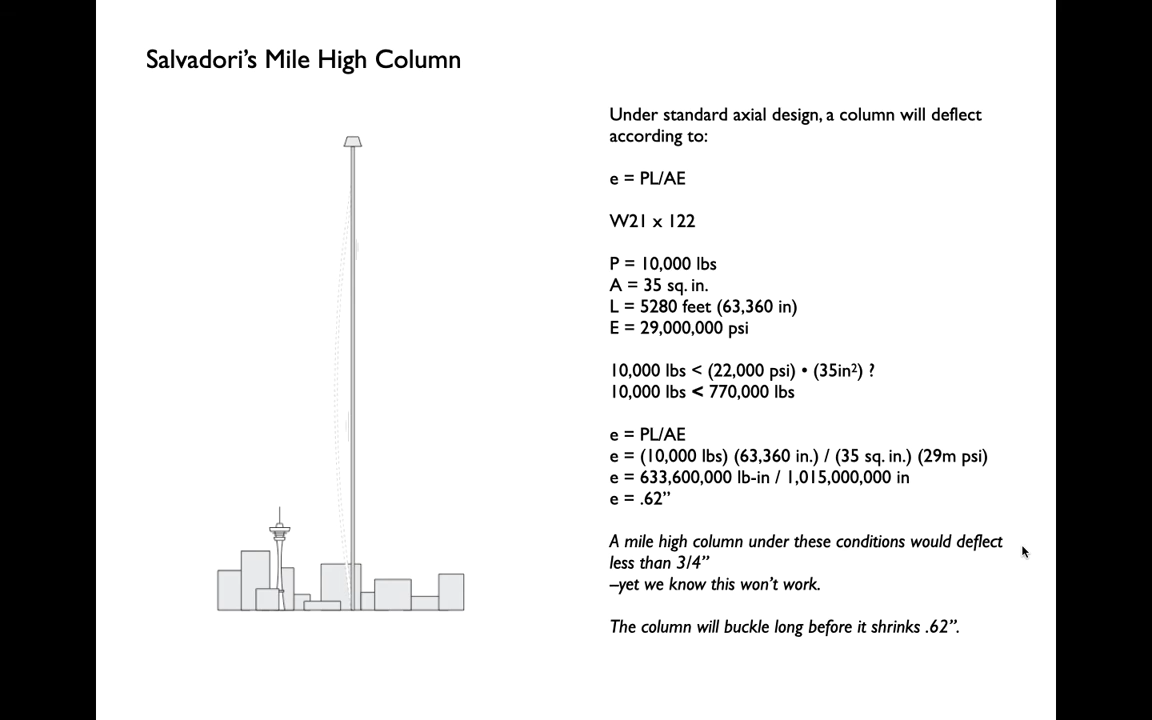 Salvadori’s Mile High Column
Under standard axial design, a column will deflect
according to:
e = PL/AE
W21 x 122
P = 10,000 lbs
A = 35 sq. in.
L = 5280 feet (63,360 in)
E = 29,000,000 psi
10,000 lbs < (22,000 psi) • (35in²) ?
10,000 lbs < 770,000 lbs
e = PL/AE
e = (10,000 lbs) (63,360 in.) / (35 sq. in.) (29m psi)
e = 633,600,000 lb-in / 1,015,000,000 in
e = .62”
A mile high column under these conditions would deflect
less than 3/4”
–yet we know this won’t work.
The column will buckle long before it shrinks .62”.